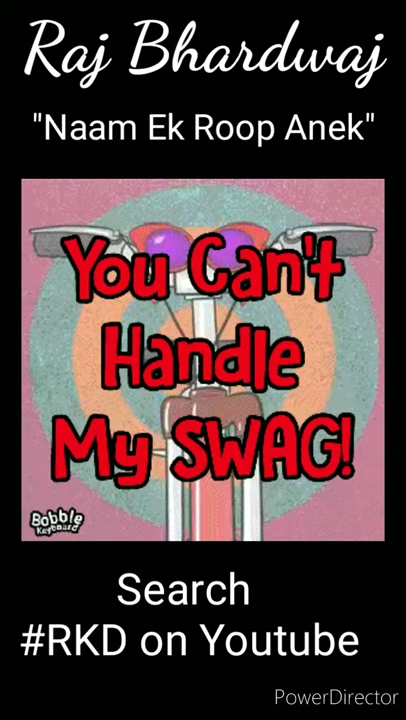 Raj Bhardwaj
"Naam Ek Roop Anek"
You Can't
Handle
My SWAG!
Bobble
Keyboard
Search
#RKD on Youtube
PowerDirector